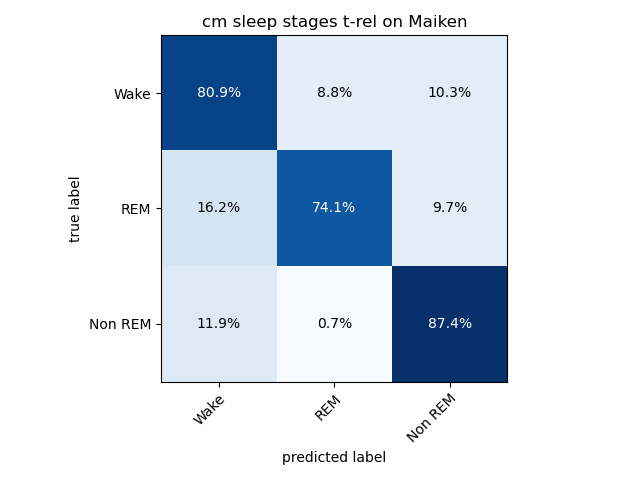 cm sleep stages t-rel on Maiken
Wake 80.9% 8.8% 10.3%
REM 16.2% 74.1% 9.7%
Non REM 11.9% 0.7% 87.4%
true label
Wake REM Non REM
predicted label